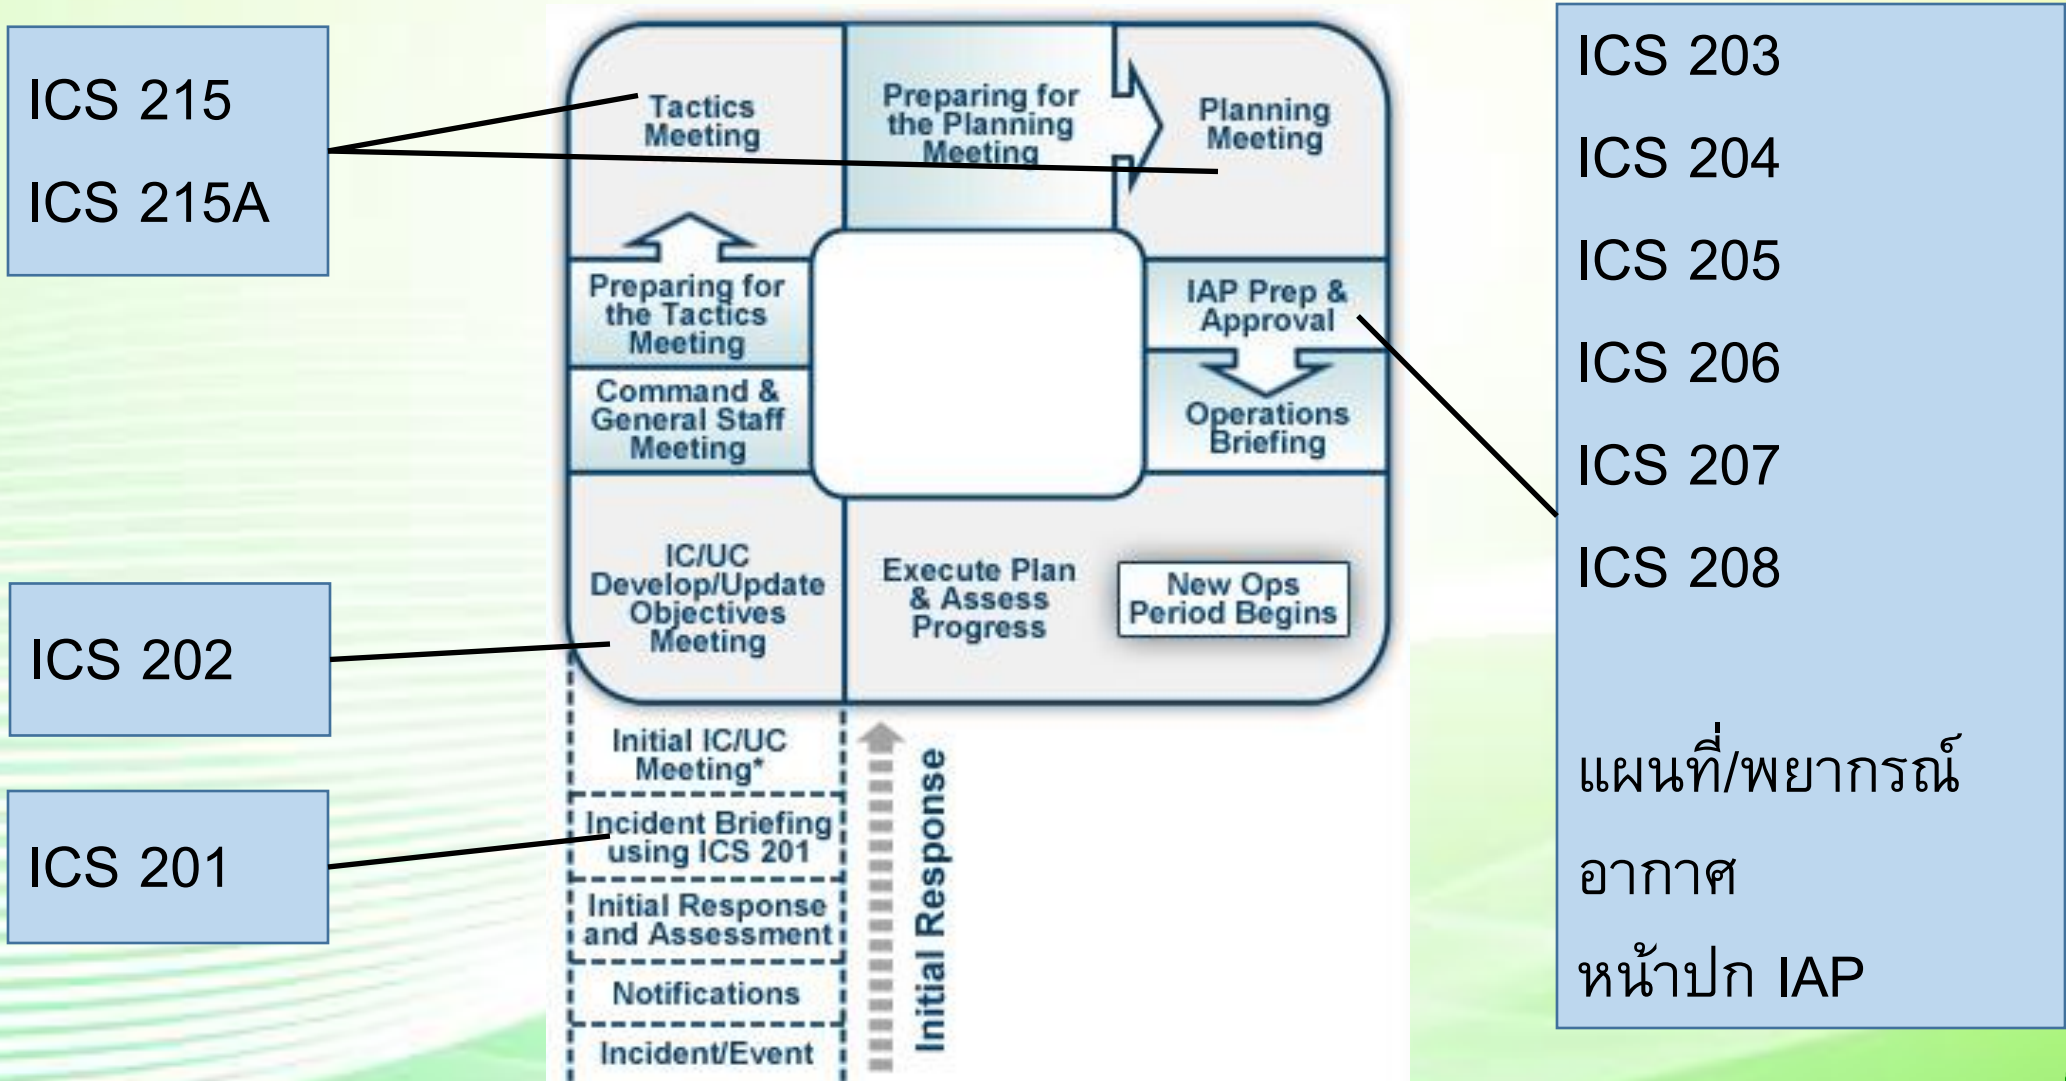 ICS 215
ICS 215A
ICS 202
ICS 201
Tactics
Meeting
Preparing for
the Planning
Meeting
Planning
Meeting
Preparing for
the Tactics
Meeting
Command &
General Staff
Meeting
IAP Prep &
Approval
Operations
Briefing
IC/UC
Develop/Update
Objectives
Meeting
Execute Plan
& Assess
Progress
New Ops
Period Begins
Initial IC/UC
Meeting*
Incident Briefing
using ICS 201
Initial Response
and Assessment
Notifications
Incident/Event
Initial Response
ICS 203
ICS 204
ICS 205
ICS 206
ICS 207
ICS 208
แผนที่/พยากรณ์
อากาศ
หน้าปก IAP